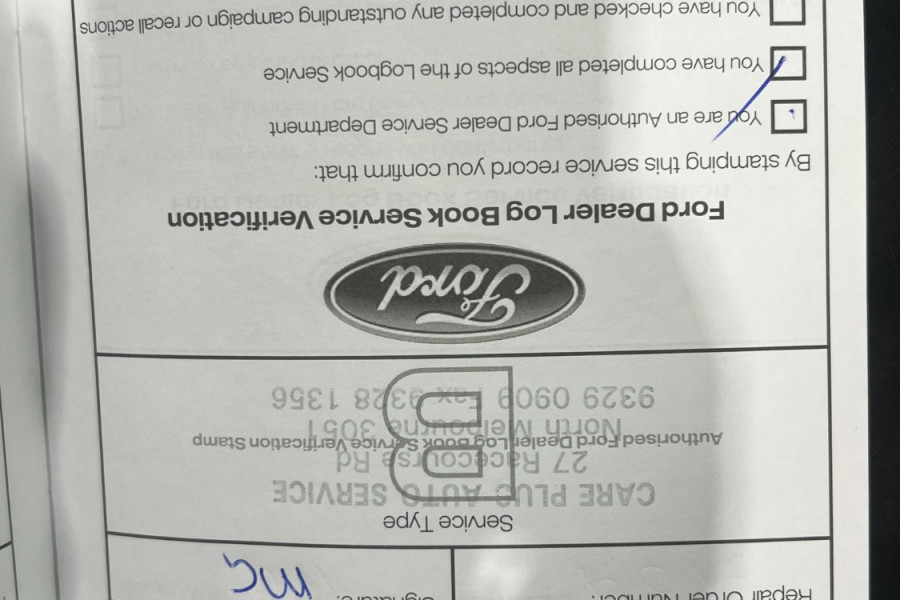 Repair Order Number:
Signature:
Service Type
CARE PLUS AUTO SERVICE
27 Racecourse Rd
Authorised Ford Dealer Log Book Service Verification Stamp
North Melbourne 3051
9329 0909 Fax 9328 1356
B
Ford
Ford Dealer Log Book Service Verification
By stamping this service record you confirm that:
You are an Authorised Ford Dealer Service Department
You have completed all aspects of the Logbook Service
You have checked and completed any outstanding campaign or recall actions